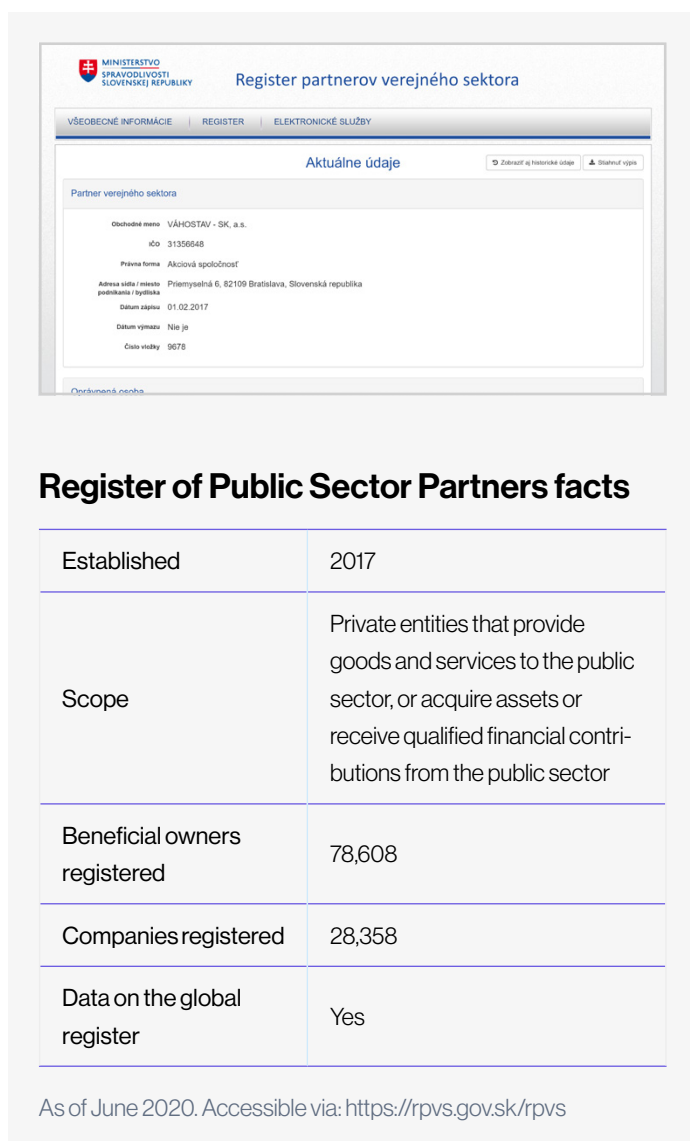 MINISTERSTVO
SPRAVODLIVOSTI
SLOVENSKEJ REPUBLIKY
Register partnerov verejného sektora
VŠEOBECNÉ INFORMÁCIE | REGISTER | ELEKTRONICKÉ SLUŽBY
Aktuálne údaje
Zobraziť aj historické údaje
Stiahnuť výpis
Partner verejného sektora
Obchodné meno VÁHOSTAV - SK, a.s.
IČO 31356648
Právna forma Akciová spoločnosť
Adresa sídla / miesto podnikania / bydliska Priemyselná 6, 82109 Bratislava, Slovenská republika
Dátum zápisu 01.02.2017
Dátum výmazu Nie je
Číslo vložky 9678
Oprávnená osoba
Register of Public Sector Partners facts
Established 2017
Scope
Private entities that provide
goods and services to the public
sector, or acquire assets or
receive qualified financial contri-
butions from the public sector
Beneficial owners
registered
78,608
Companies registered 28,358
Data on the global
register
Yes
As of June 2020. Accessible via: https://rpvs.gov.sk/rpvs